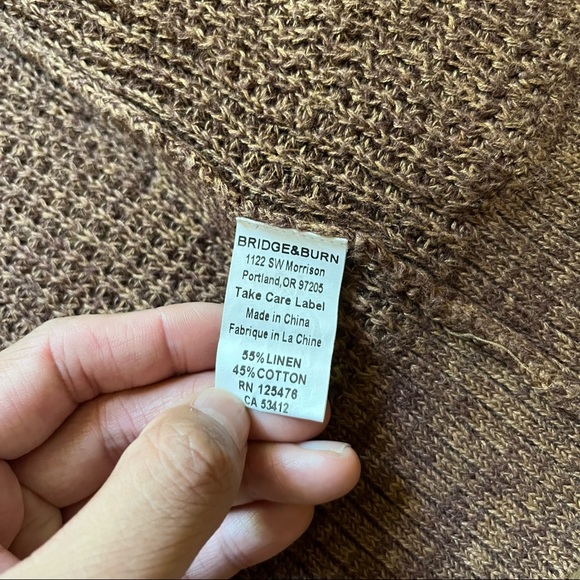 BRIDGE&BURN
1122 SW Morrison
Portland, OR 97205
Take Care Label
Made in China
Fabrique in La Chine
55% LINEN
45% COTTON
RN 125476
CA 53412